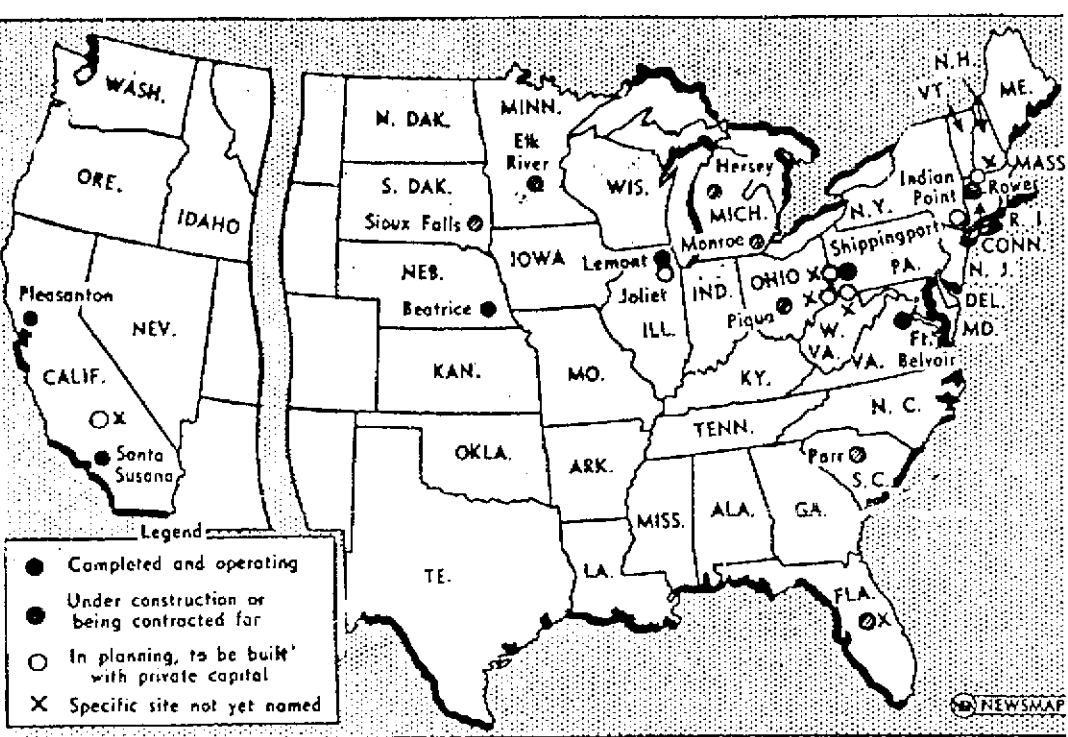 WASH.
ORE.
IDAHO
Pleasanton
NEV.
CALIF.
X
Santa
Susana
N. DAK.
S. DAK.
Sioux Falls
NEB.
Beatrice
KAN.
OKLA.
TE.
MINN.
Elk
River
IOWA
MO.
ARK.
LA.
WIS.
Lemont
Joliet
ILL.
Hersey
MICH.
Monroe
IND.
OHIO X
Piqua
X
X
KY.
TENN.
MISS.
ALA.
GA.
FLA.
X
Parr
S.C.
N. C.
W.
VA.
VA.
Ft.
Belvoir
Shippingport
PA.
N.Y.
Indian
Point
Rowe
N.H.
VT.
ME.
X
MASS
X
R. I.
CONN.
N. J.
DEL.
MD.
Legend
Completed and operating
Under construction or
being contracted for
In planning, to be built
with private capital
X Specific site not yet named
NEWSMAP